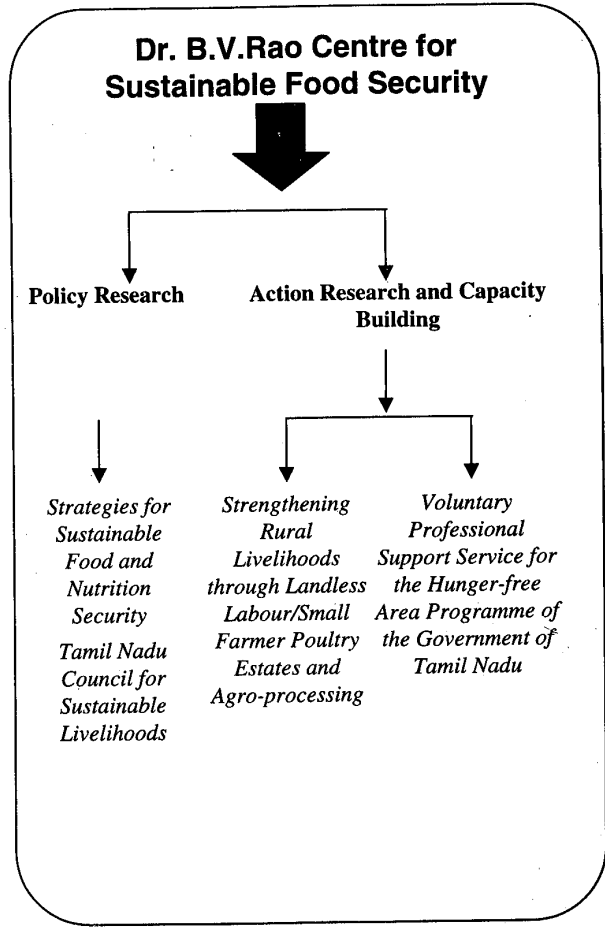 Dr. B.V.Rao Centre for
Sustainable Food Security
Policy Research
Action Research and Capacity
Building
Strategies for
Sustainable
Food and
Nutrition
Security
Tamil Nadu
Council for
Sustainable
Livelihoods
Strengthening
Rural
Livelihoods
through Landless
Labour/Small
Farmer Poultry
Estates and
Agro-processing
Voluntary
Professional
Support Service for
the Hunger-free
Area Programme of
the Government of
Tamil Nadu